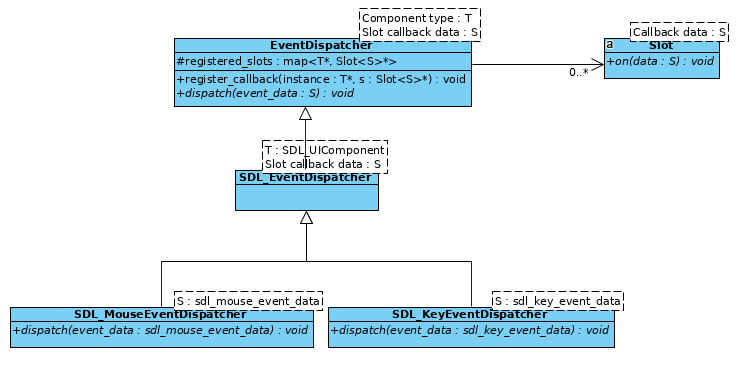 Component type : T
Slot callback data : S
EventDispatcher
#registered_slots : map<T*, Slot<S>*>
+register_callback(instance : T*, s : Slot<S>*) : void
+dispatch(event_data : S) : void
Callback data : S
a
Slot
+on(data : S) : void
0..*
T : SDL_UIComponent
Slot callback data : S
SDL_EventDispatcher
S : sdl_mouse_event_data
SDL_MouseEventDispatcher
+dispatch(event_data : sdl_mouse_event_data) : void
S : sdl_key_event_data
SDL_KeyEventDispatcher
+dispatch(event_data : sdl_key_event_data) : void